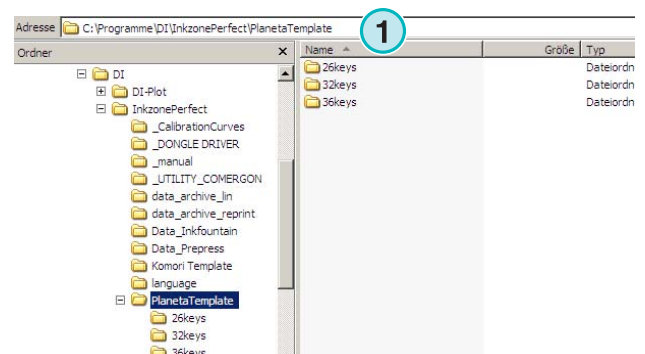 Adresse C:\Programme\DI\InkzonePerfect\PlanetaTemplate
1
Ordner
Name Größe Typ
DI
DI-Plot
InkzonePerfect
_CalibrationCurves
_DONGLE DRIVER
_manual
_UTILITY_COMERGON
data_archive_lin
data_archive_reprint
Data_Inkfountain
Data_Prepress
Komori Template
language
PlanetaTemplate
26keys
32keys
36keys
26keys Dateiordn
32keys Dateiordn
36keys Dateiordn